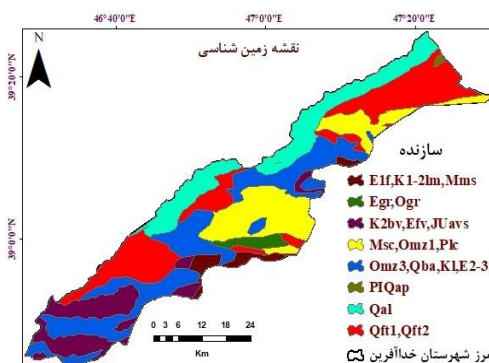 46°40'0"E 47°0'0"E 47°20'0"E
N
نقشه زمین شناسی
39°20'0"N
39°0'0"N
سازنده
E1f,K1-2lm,Mms
Egr,Ogr
K2bv,Efv,JUavs
Msc,Omz1,Plc
Omz3,Qba,Kl,E2-3
PlQap
Qal
Qft1,Qft2
مرز شهرستان خداآفرین
0 3 6 12 18 24
Km